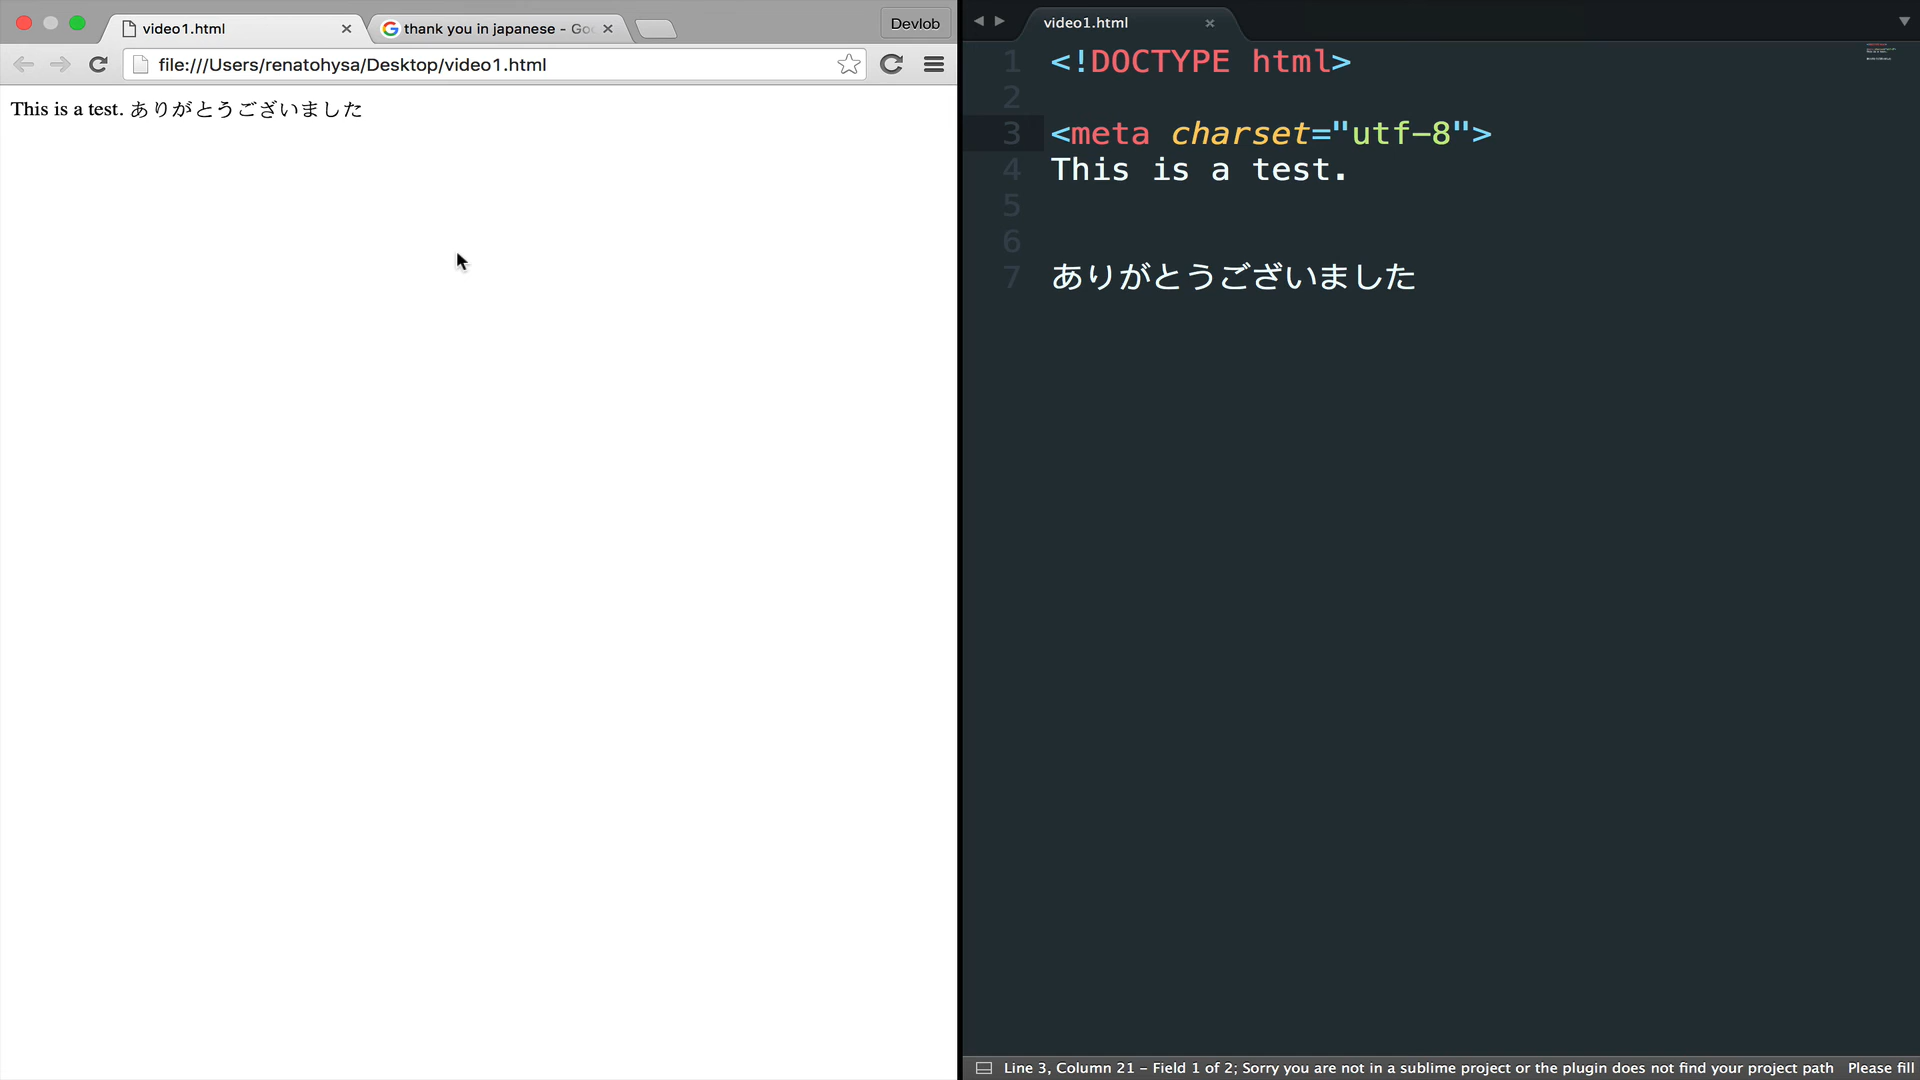 video1.html
thank you in japanese - Goo
Devlob
file:///Users/renatohysa/Desktop/video1.html
This is a test. ありがとうございました
video1.html
1 <!DOCTYPE html>
2
3 <meta charset="utf-8">
4 This is a test.
5
6
7 ありがとうございました
Line 3, Column 21 - Field 1 of 2; Sorry you are not in a sublime project or the plugin does not find your project path Please fill